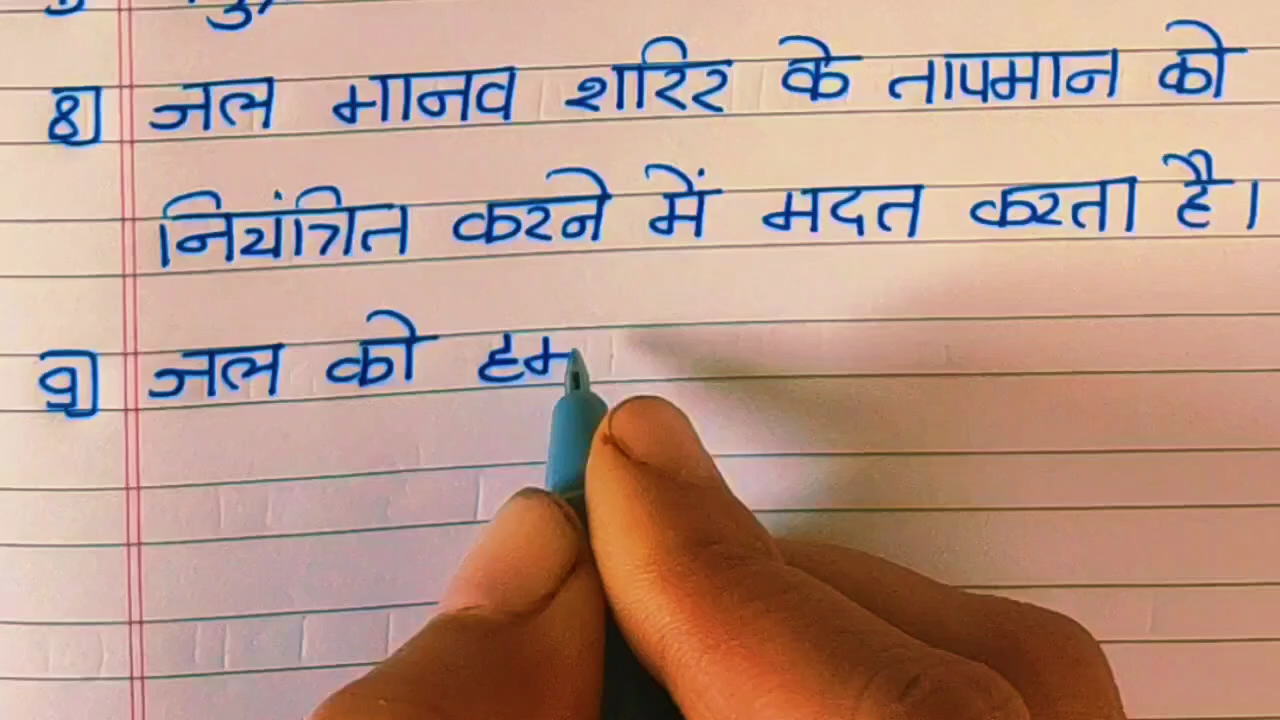 8) जल मानव शरिर के तापमान को
नियंत्रित करने में मदत करता है।
9) जल को हम